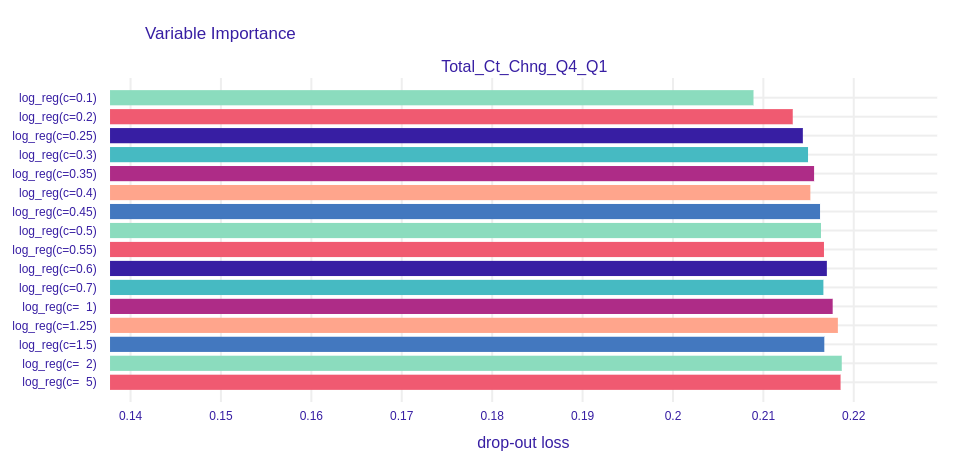 Variable Importance
Total_Ct_Chng_Q4_Q1
log_reg(c=0.1)
log_reg(c=0.2)
log_reg(c=0.25)
log_reg(c=0.3)
log_reg(c=0.35)
log_reg(c=0.4)
log_reg(c=0.45)
log_reg(c=0.5)
log_reg(c=0.55)
log_reg(c=0.6)
log_reg(c=0.7)
log_reg(c=  1)
log_reg(c=1.25)
log_reg(c=1.5)
log_reg(c=  2)
log_reg(c=  5)
0.14 0.15 0.16 0.17 0.18 0.19 0.2 0.21 0.22
drop-out loss